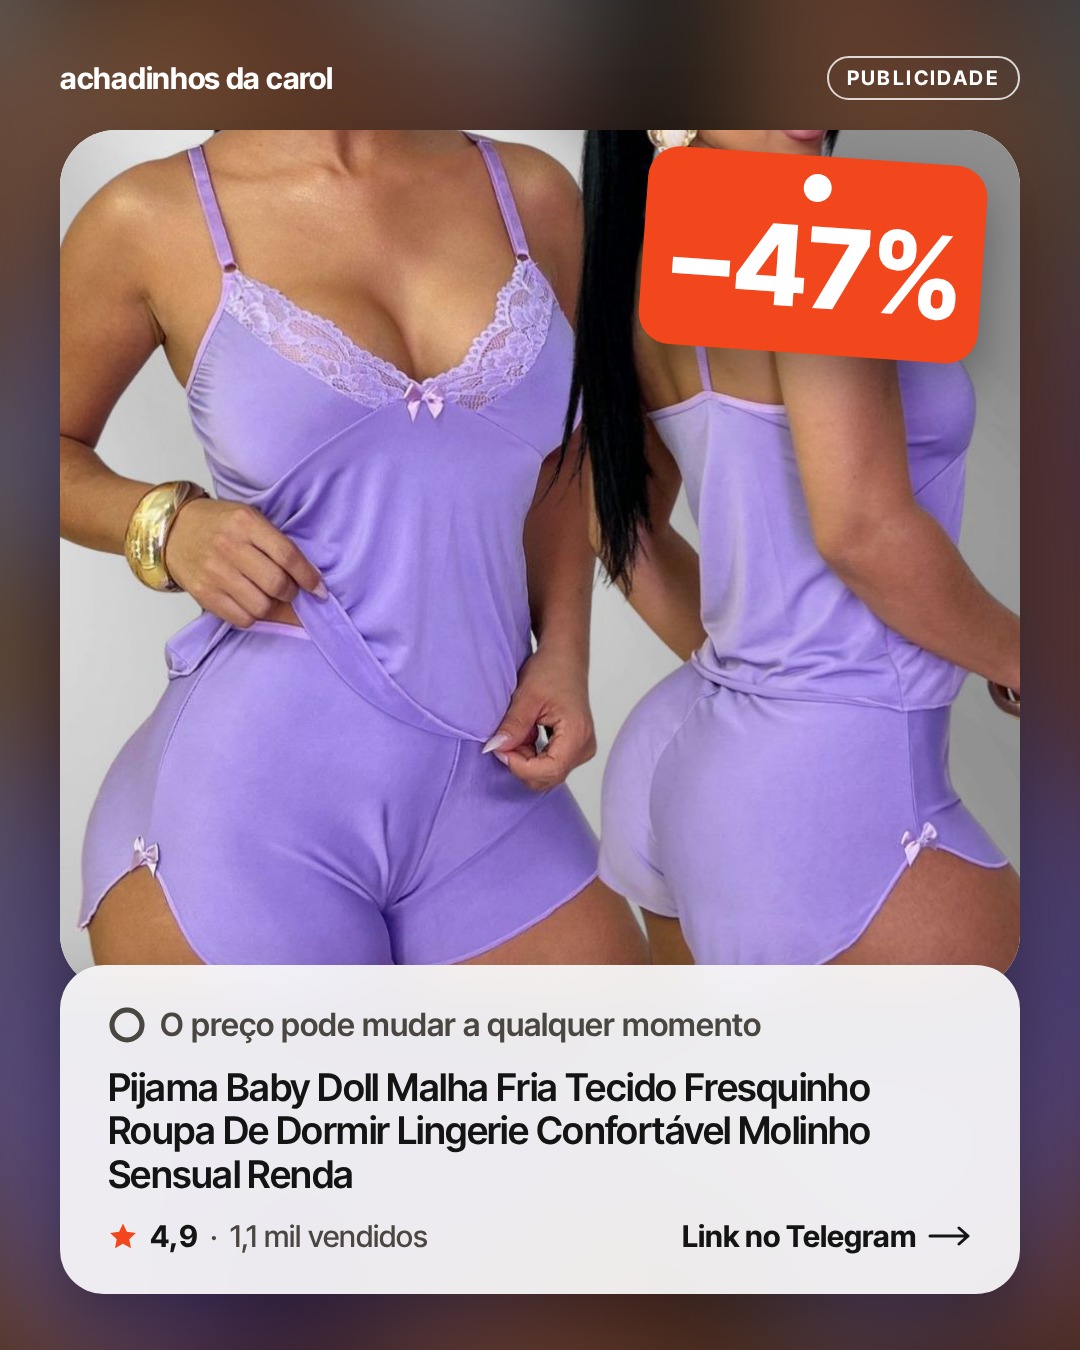 achadinhos da carol
PUBLICIDADE
–47%
O preço pode mudar a qualquer momento
Pijama Baby Doll Malha Fria Tecido Fresquinho
Roupa De Dormir Lingerie Confortável Molinho
Sensual Renda
4,9 · 1,1 mil vendidos
Link no Telegram →